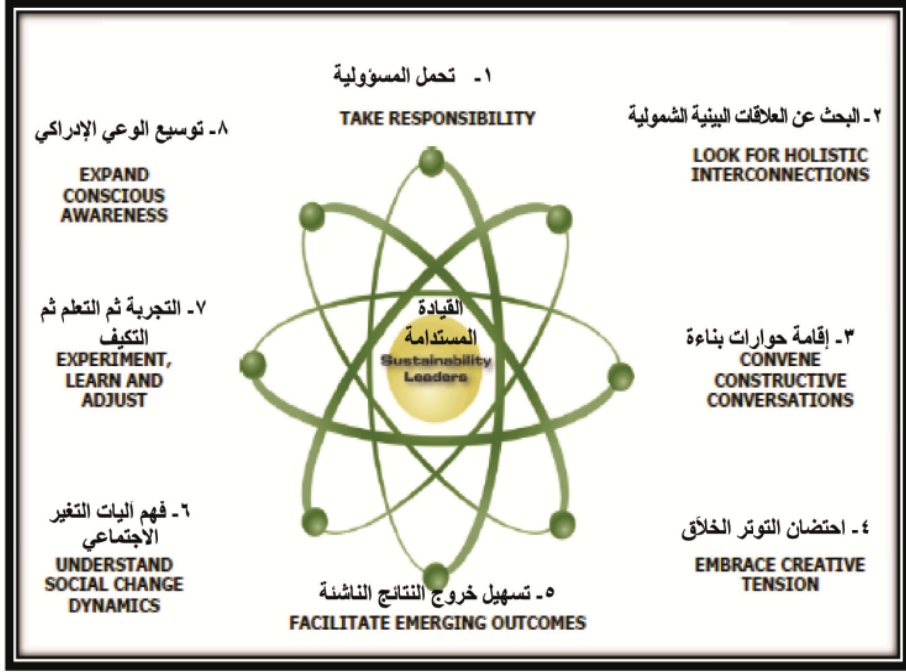 ١- تحمل المسؤولية
TAKE RESPONSIBILITY
٢- البحث عن العلاقات البينية الشمولية
LOOK FOR HOLISTIC
INTERCONNECTIONS
٣- إقامة حوارات بناءة
CONVENE
CONSTRUCTIVE
CONVERSATIONS
٤- احتضان التوتر الخلاّق
EMBRACE CREATIVE
TENSION
٥- تسهيل خروج النتائج الناشئة
FACILITATE EMERGING OUTCOMES
٦- فهم آليات التغير
الاجتماعي
UNDERSTAND
SOCIAL CHANGE
DYNAMICS
٧- التجربة ثم التعلم ثم
التكيف
EXPERIMENT,
LEARN AND
ADJUST
٨- توسيع الوعي الإدراكي
EXPAND
CONSCIOUS
AWARENESS
القيادة
المستدامة
Sustainability
Leaders